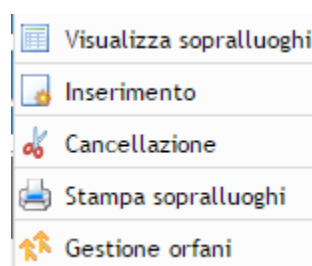 Visualizza sopralluoghi
Inserimento
Cancellazione
Stampa sopralluoghi
Gestione orfani